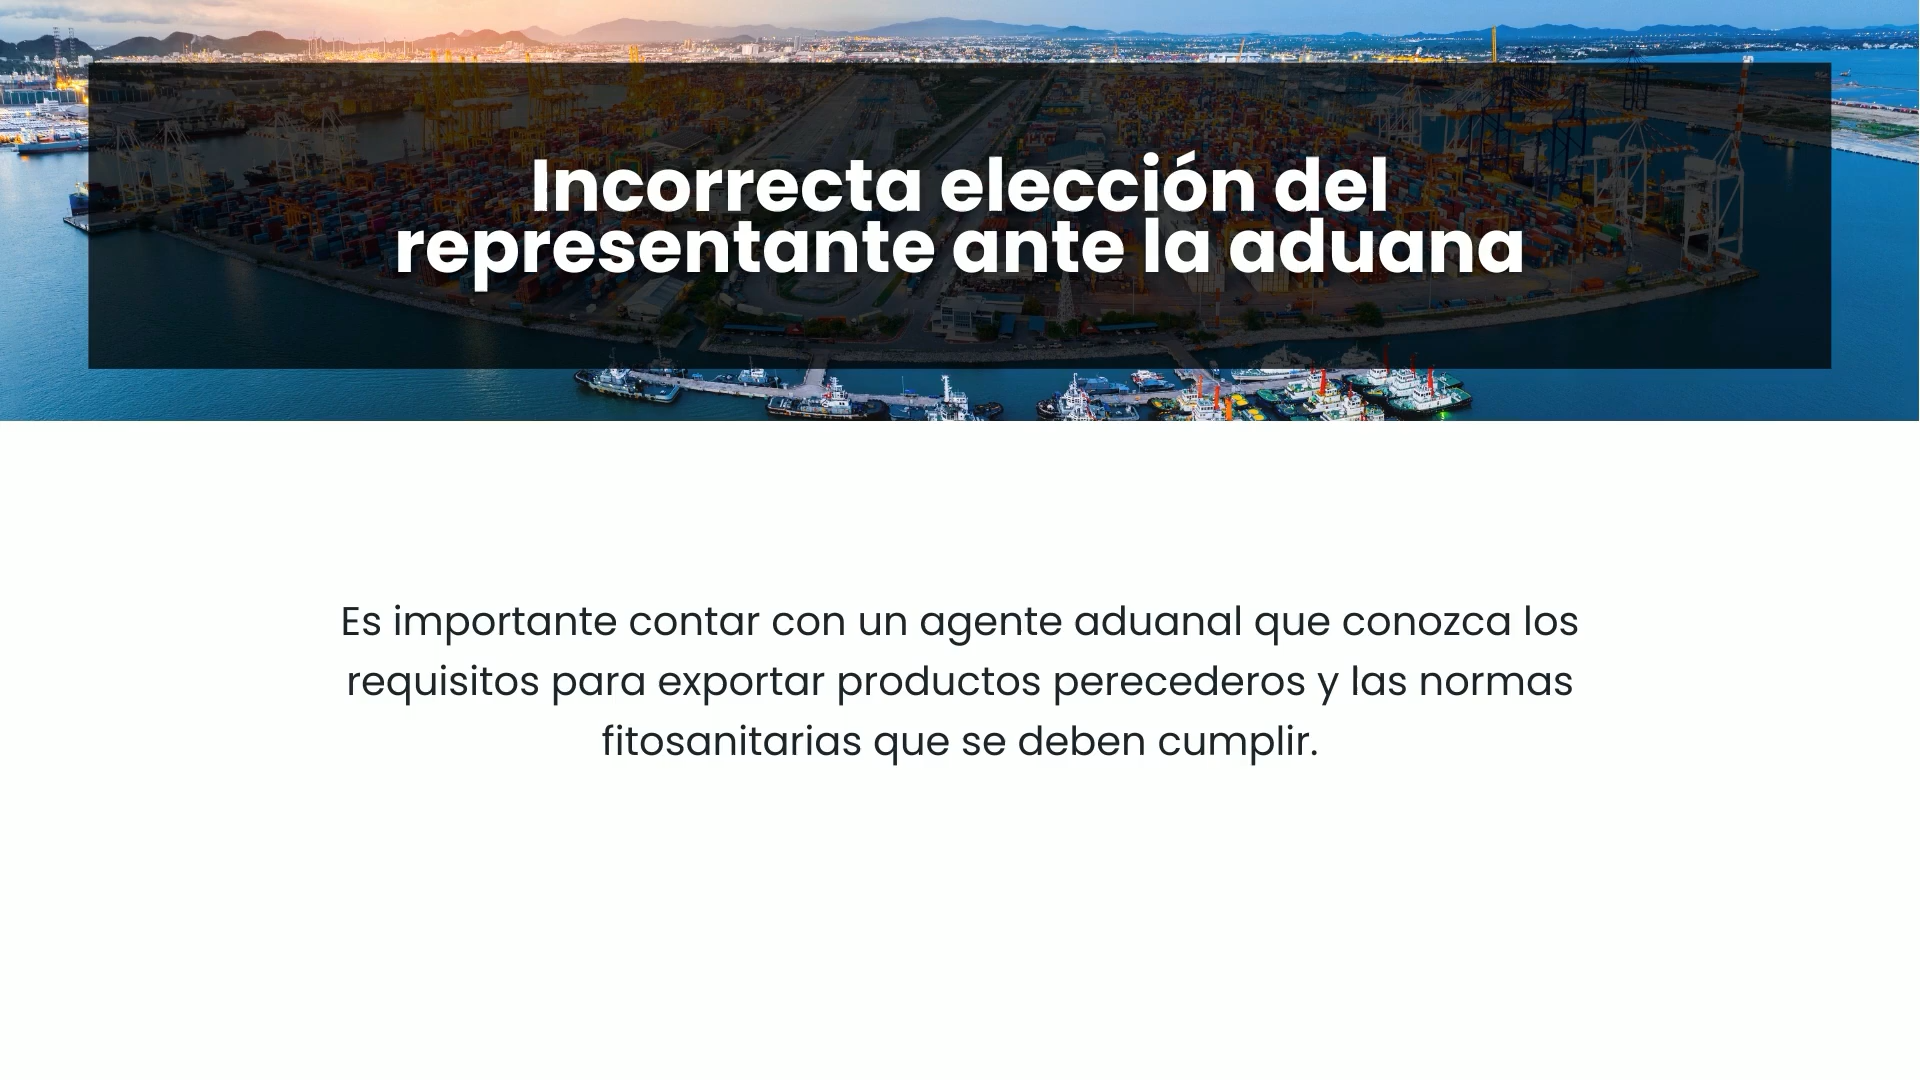 Incorrecta elección del
representante ante la aduana
Es importante contar con un agente aduanal que conozca los
requisitos para exportar productos perecederos y las normas
fitosanitarias que se deben cumplir.